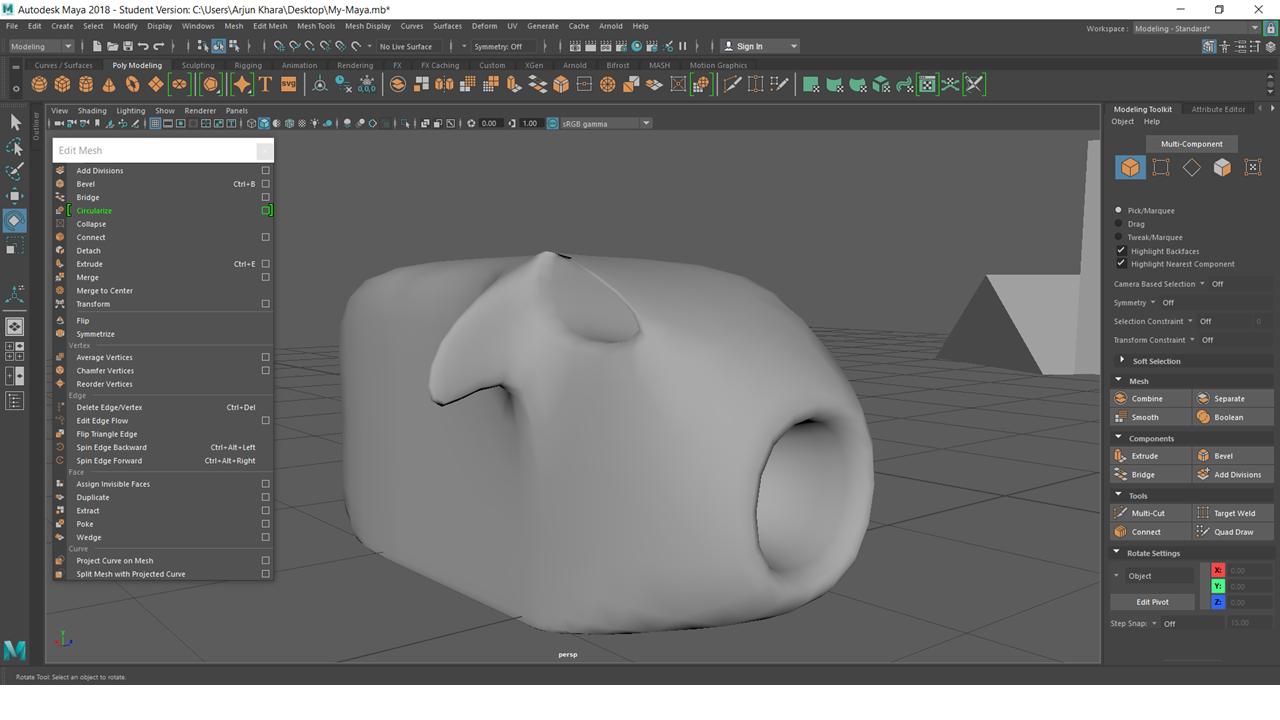 Autodesk Maya 2018 - Student Version: C:\Users\Arjun Khara\Desktop\My-Maya.mb*
File Edit Create Select Modify Display Windows Mesh Edit Mesh Mesh Tools Mesh Display Curves Surfaces Deform UV Generate Cache Arnold Help
Workspace : Modeling - Standard*
Modeling No Live Surface Symmetry: Off Sign In
Curves / Surfaces Poly Modeling Sculpting Rigging Animation Rendering FX FX Caching Custom XGen Arnold Bifrost MASH Motion Graphics
T SVG
View Shading Lighting Show Renderer Panels
0.00 1.00 sRGB gamma
Outliner
Edit Mesh
Add Divisions
Bevel Ctrl+B
Bridge
Circularize
Collapse
Connect
Detach
Extrude Ctrl+E
Merge
Merge to Center
Transform
Flip
Symmetrize
Vertex
Average Vertices
Chamfer Vertices
Reorder Vertices
Edge
Delete Edge/Vertex Ctrl+Del
Edit Edge Flow
Flip Triangle Edge
Spin Edge Backward Ctrl+Alt+Left
Spin Edge Forward Ctrl+Alt+Right
Face
Assign Invisible Faces
Duplicate
Extract
Poke
Wedge
Curve
Project Curve on Mesh
Split Mesh with Projected Curve
persp
Modeling Toolkit Attribute Editor
Object Help
Multi-Component
Pick/Marquee
Drag
Tweak/Marquee
Highlight Backfaces
Highlight Nearest Component
Camera Based Selection Off
Symmetry Off
Selection Constraint Off 0
Transform Constraint Off
Soft Selection
Mesh
Combine Separate
Smooth Boolean
Components
Extrude Bevel
Bridge Add Divisions
Tools
Multi-Cut Target Weld
Connect Quad Draw
Rotate Settings
Object
X: 0.00
Y: 0.00
Z: 0.00
Edit Pivot
Step Snap: Off 15.00
Rotate Tool: Select an object to rotate.